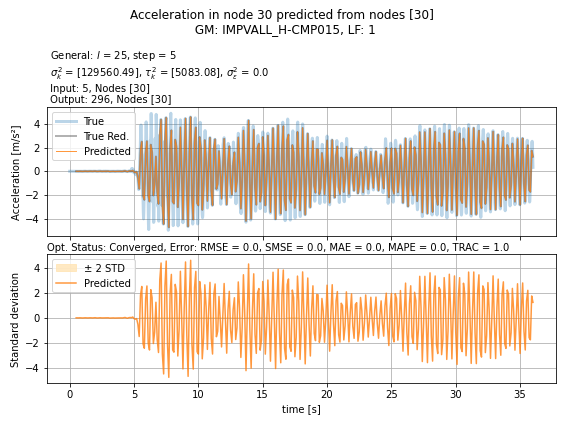 Acceleration in node 30 predicted from nodes [30]
GM: IMPVALL_H-CMP015, LF: 1
General: l = 25, step = 5
σ²ₖ = [129560.49], τ²ₖ = [5083.08], σ²ε = 0.0
Input: 5, Nodes [30]
Output: 296, Nodes [30]
True
True Red.
Predicted
Acceleration [m/s²]
4
2
0
−2
−4
Opt. Status: Converged, Error: RMSE = 0.0, SMSE = 0.0, MAE = 0.0, MAPE = 0.0, TRAC = 1.0
± 2 STD
Predicted
Standard deviation
4
2
0
−2
−4
0 5 10 15 20 25 30 35
time [s]